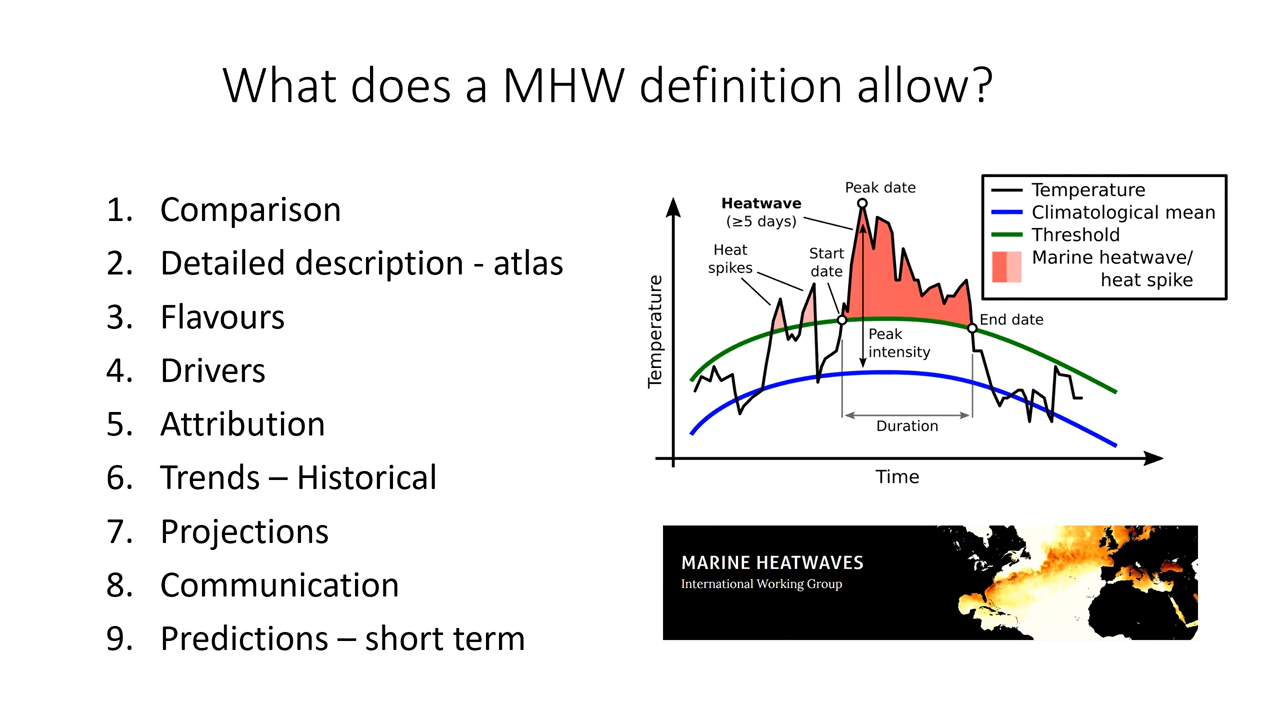 What does a MHW definition allow?
1. Comparison
2. Detailed description - atlas
3. Flavours
4. Drivers
5. Attribution
6. Trends – Historical
7. Projections
8. Communication
9. Predictions – short term
Peak date
Heatwave
(≥5 days)
Heat
spikes
Start
date
Peak
intensity
End date
Duration
Temperature
Time
Temperature
Climatological mean
Threshold
Marine heatwave/
heat spike
MARINE HEATWAVES
International Working Group